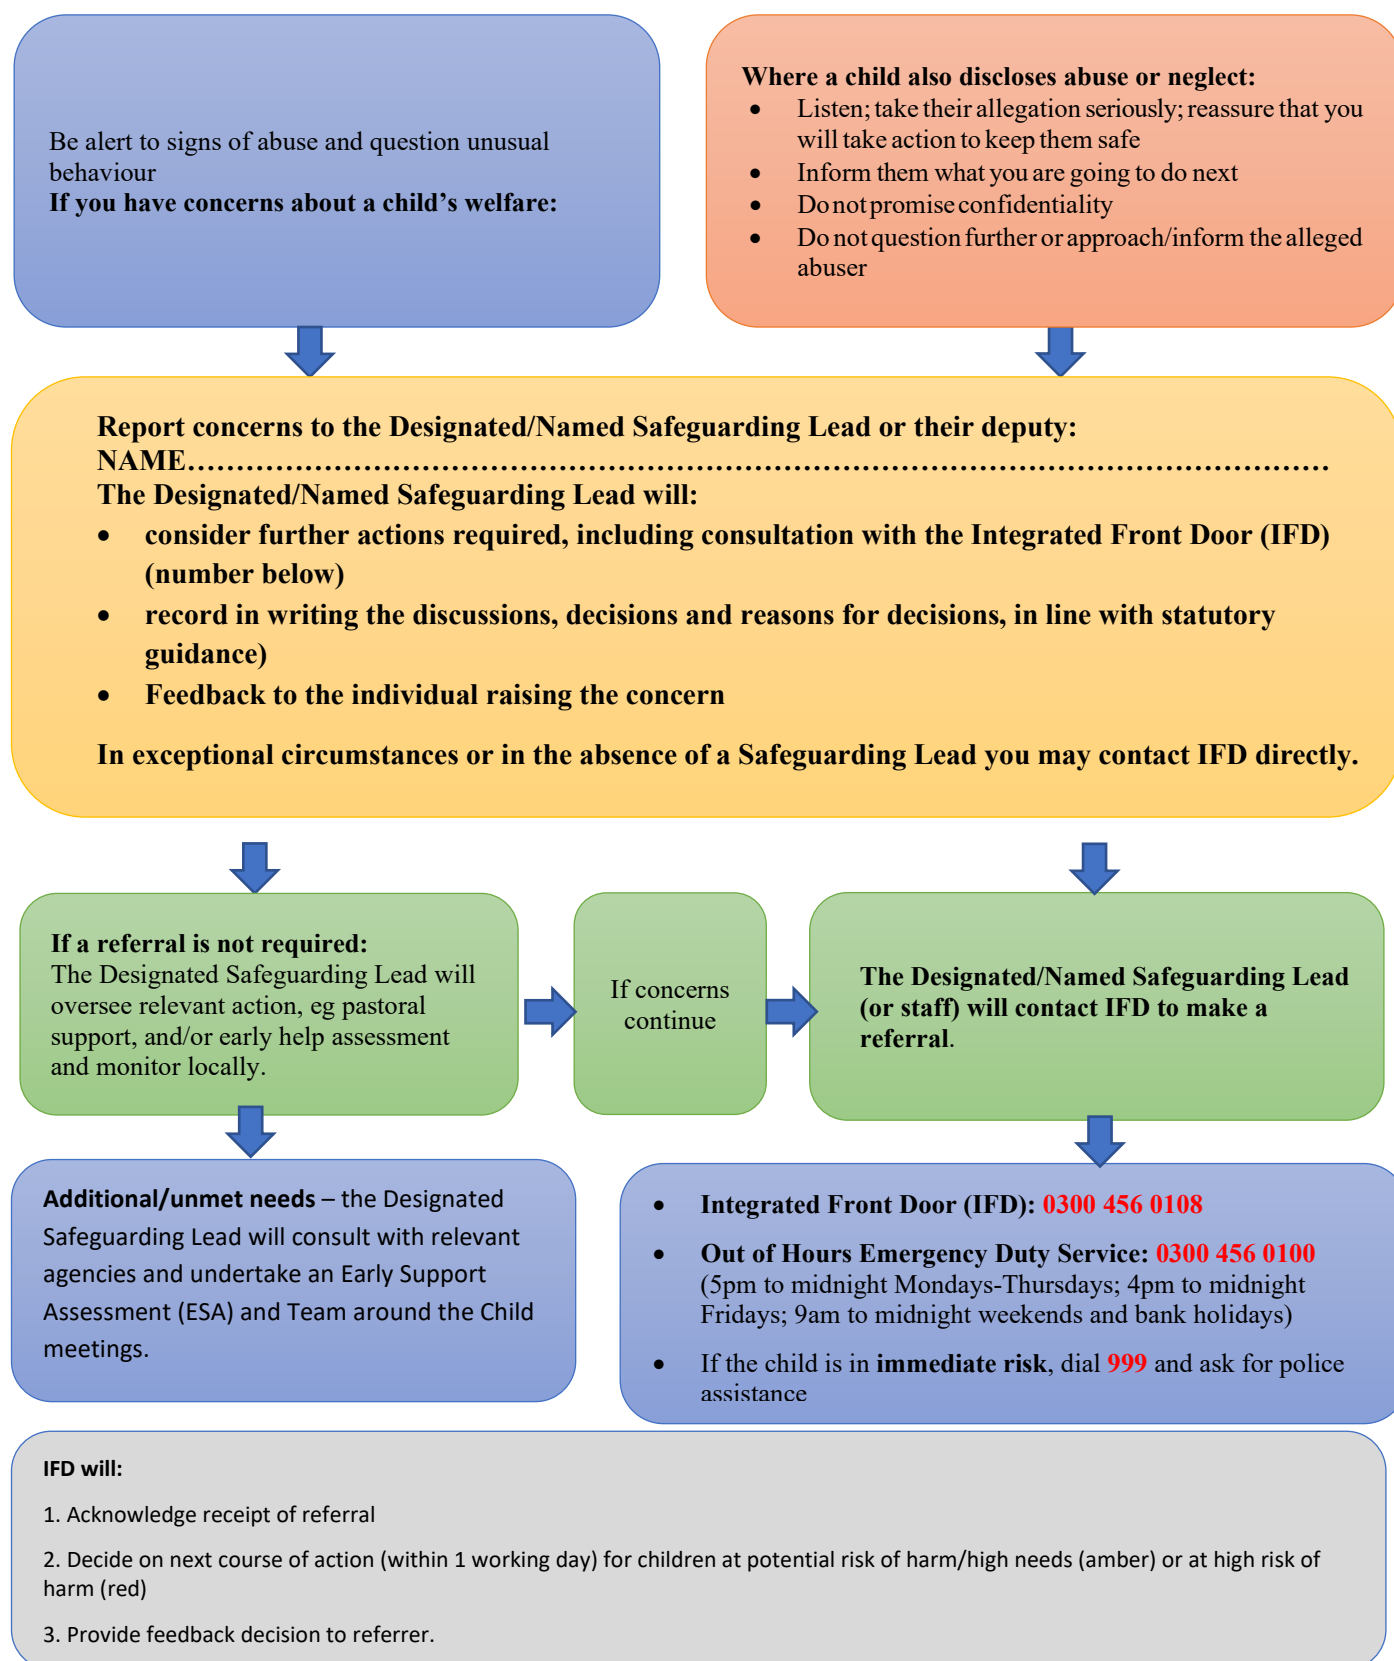 Be alert to signs of abuse and question unusual
behaviour
If you have concerns about a child's welfare:
Where a child also discloses abuse or neglect:
• Listen; take their allegation seriously; reassure that you
will take action to keep them safe
• Inform them what you are going to do next
• Do not promise confidentiality
• Do not question further or approach/inform the alleged
abuser
Report concerns to the Designated/Named Safeguarding Lead or their deputy:
NAME……………………………………………………………………………………………………
The Designated/Named Safeguarding Lead will:
• consider further actions required, including consultation with the Integrated Front Door (IFD)
(number below)
• record in writing the discussions, decisions and reasons for decisions, in line with statutory
guidance)
• Feedback to the individual raising the concern
In exceptional circumstances or in the absence of a Safeguarding Lead you may contact IFD directly.
If a referral is not required:
The Designated Safeguarding Lead will
oversee relevant action, eg pastoral
support, and/or early help assessment
and monitor locally.
If concerns
continue
The Designated/Named Safeguarding Lead
(or staff) will contact IFD to make a
referral.
Additional/unmet needs – the Designated
Safeguarding Lead will consult with relevant
agencies and undertake an Early Support
Assessment (ESA) and Team around the Child
meetings.
• Integrated Front Door (IFD): 0300 456 0108
• Out of Hours Emergency Duty Service: 0300 456 0100
(5pm to midnight Mondays-Thursdays; 4pm to midnight
Fridays; 9am to midnight weekends and bank holidays)
• If the child is in immediate risk, dial 999 and ask for police
assistance
IFD will:
1. Acknowledge receipt of referral
2. Decide on next course of action (within 1 working day) for children at potential risk of harm/high needs (amber) or at high risk of
harm (red)
3. Provide feedback decision to referrer.